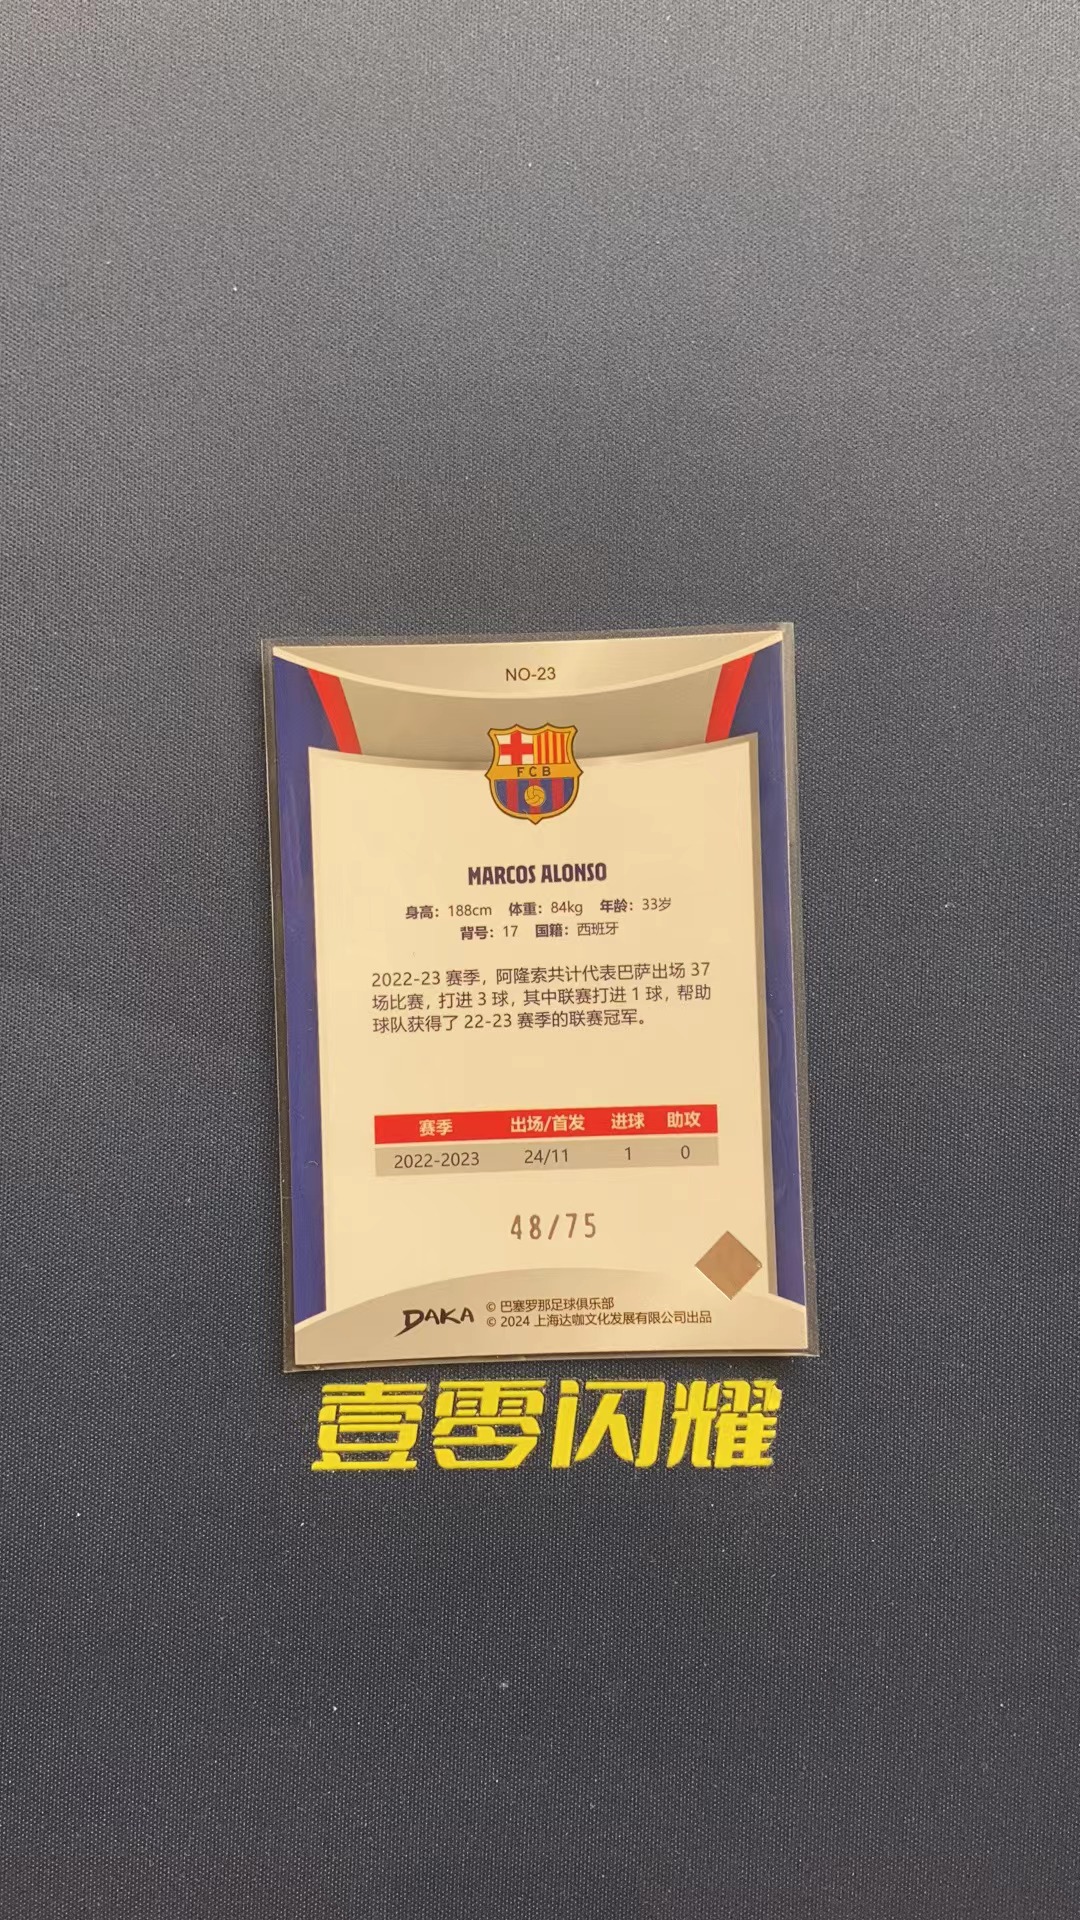 NO-23
FCB
MARCOS ALONSO
身高：188cm 体重：84kg 年龄：33岁
背号：17 国籍：西班牙
2022-23 赛季，阿隆索共计代表巴萨出场 37
场比赛，打进 3 球，其中联赛打进 1 球，帮助
球队获得了 22-23 赛季的联赛冠军。
赛季 出场/首发 进球 助攻
2022-2023 24/11 1 0
48/75
DAKA
© 巴塞罗那足球俱乐部
© 2024 上海达咖文化发展有限公司出品
壹零闪耀